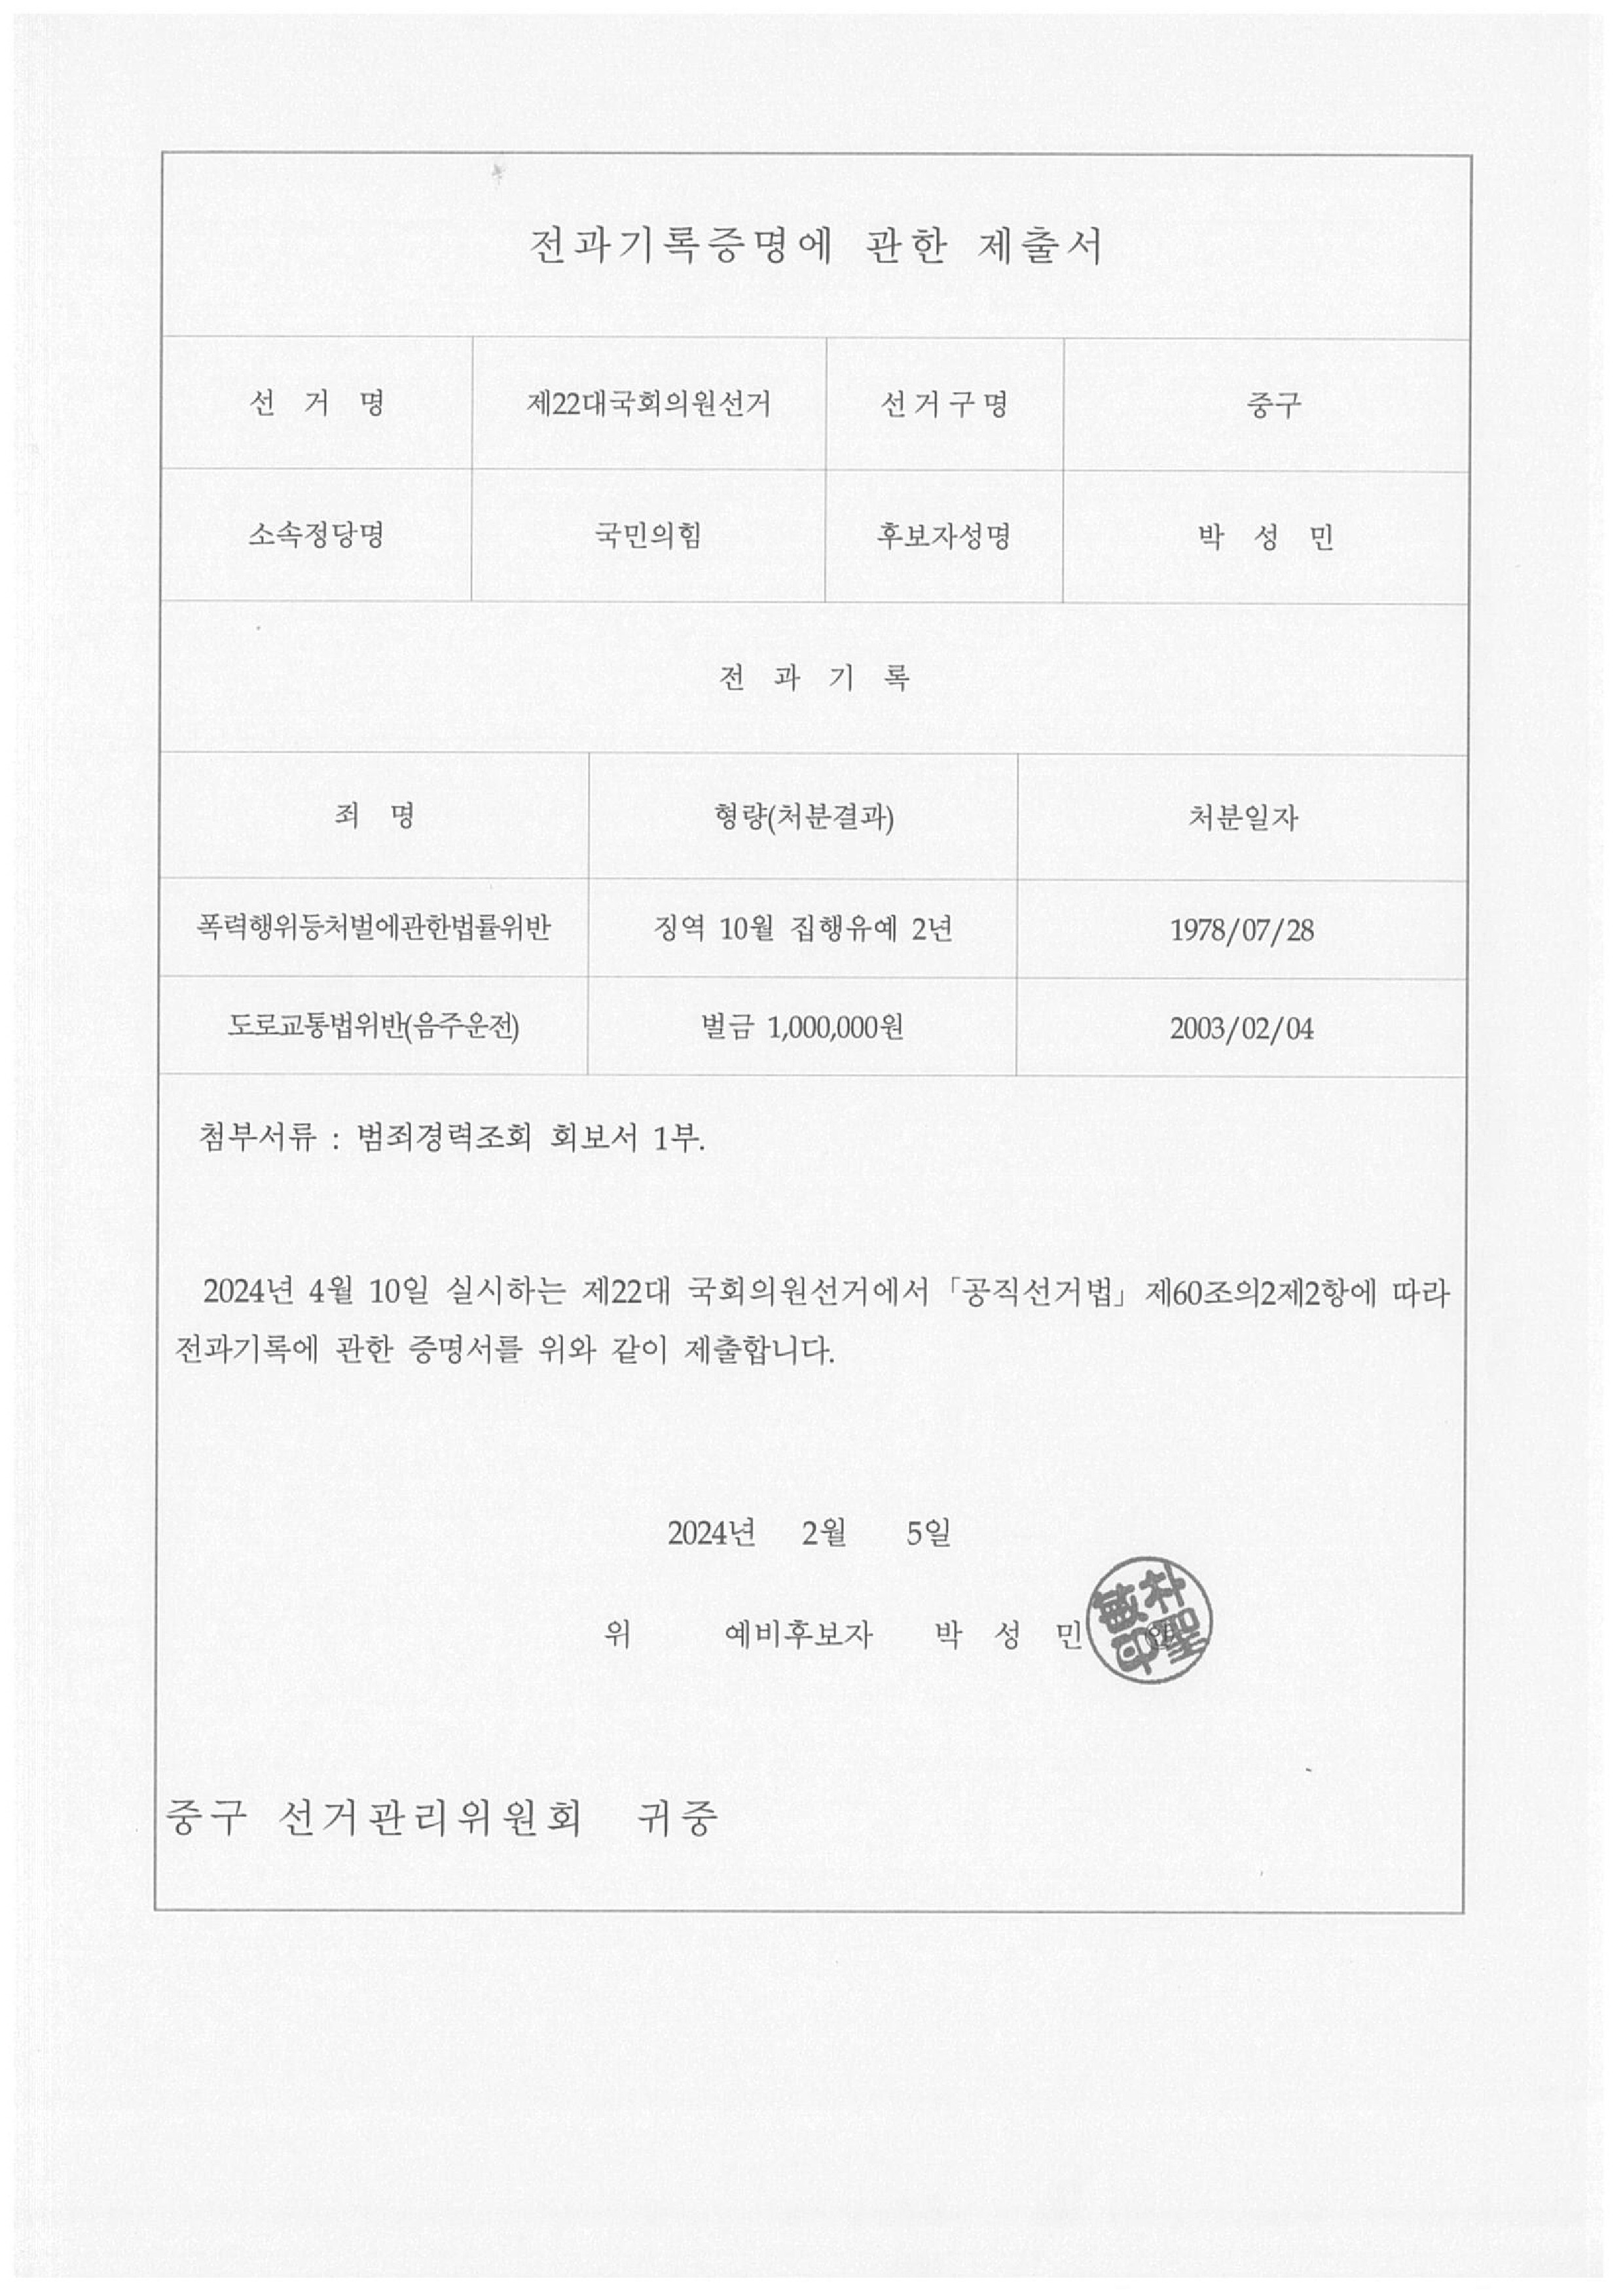 전과기록증명에 관한 제출서
선 거 명 제22대국회의원선거 선거구명 중구
소속정당명 국민의힘 후보자성명 박 성 민
전 과 기 록
죄 명 형량(처분결과) 처분일자
폭력행위등처벌에관한법률위반 징역 10월 집행유예 2년 1978/07/28
도로교통법위반(음주운전) 벌금 1,000,000원 2003/02/04
첨부서류 : 범죄경력조회 회보서 1부.
2024년 4월 10일 실시하는 제22대 국회의원선거에서 「공직선거법」 제60조의2제2항에 따라
전과기록에 관한 증명서를 위와 같이 제출합니다.
2024년 2월 5일
위 예비후보자 박 성 민
중구 선거관리위원회 귀중